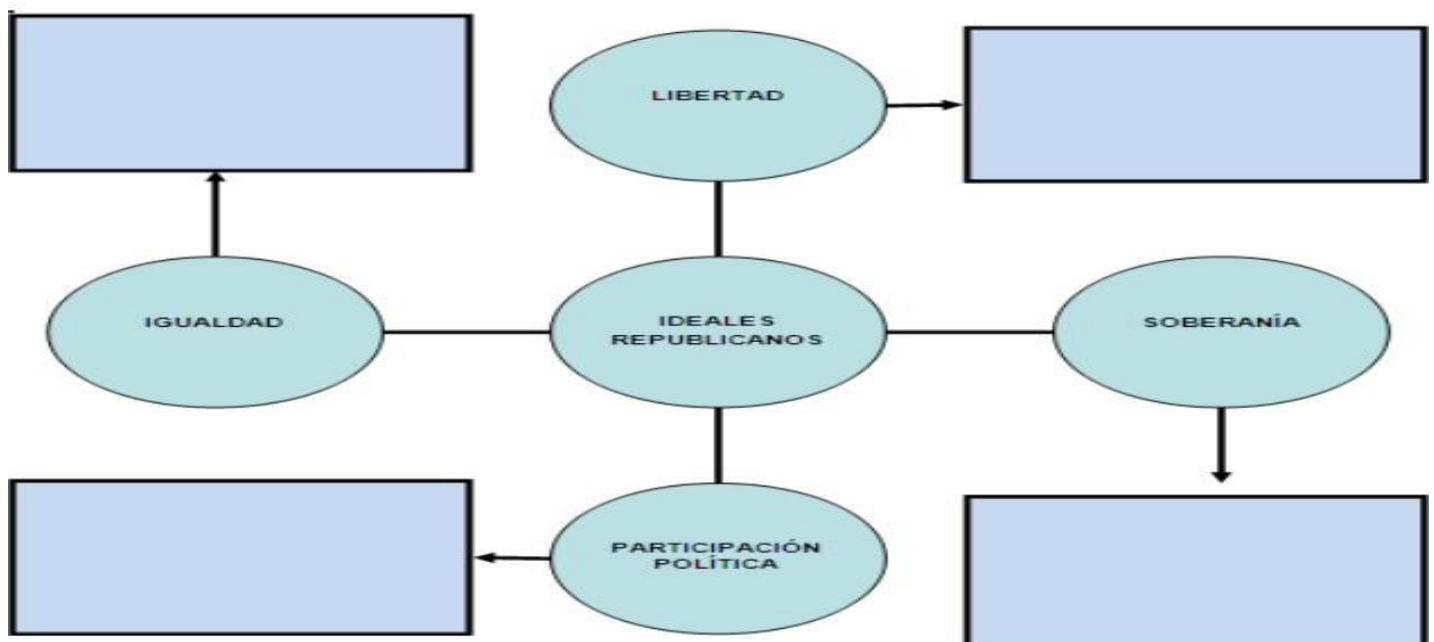 LIBERTAD
IGUALDAD
IDEALES
REPUBLICANOS
SOBERANÍA
PARTICIPACIÓN
POLÍTICA